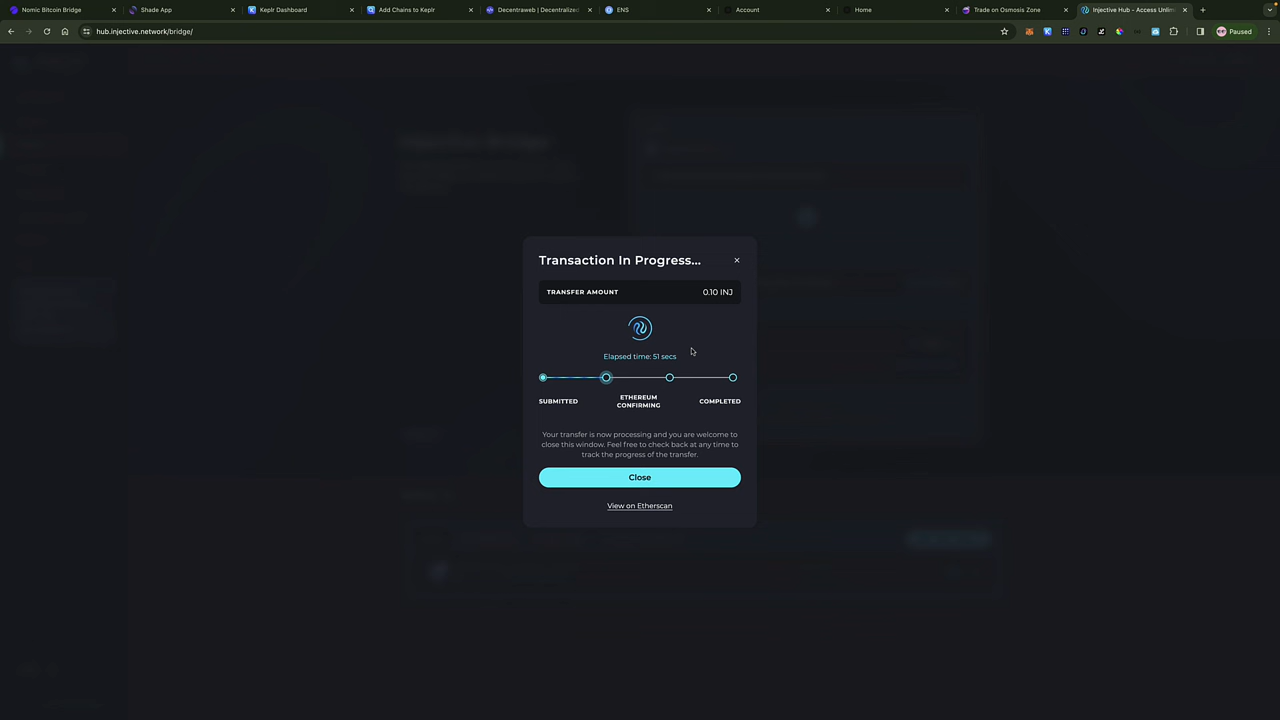 Nomic Bitcoin Bridge
Shade App
Keplr Dashboard
Add Chains to Keplr
Decentraweb | Decentralized
ENS
Account
Home
Trade on Osmosis Zone
Injective Hub - Access Unlim
hub.injective.network/bridge/
Paused
Transaction In Progress...
TRANSFER AMOUNT 0.10 INJ
Elapsed time: 51 secs
SUBMITTED
ETHEREUM
CONFIRMING
COMPLETED
Your transfer is now processing and you are welcome to
close this window. Feel free to check back at any time to
track the progress of the transfer.
Close
View on Etherscan